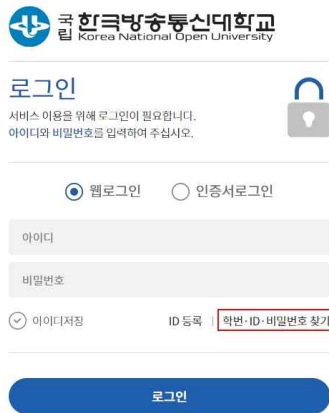 국립 한국방송통신대학교
Korea National Open University
로그인
서비스 이용을 위해 로그인이 필요합니다.
아이디와 비밀번호를 입력하여 주십시오.
웹로그인 인증서로그인
아이디
비밀번호
아이디저장 ID 등록 | 학번·ID·비밀번호 찾기
로그인